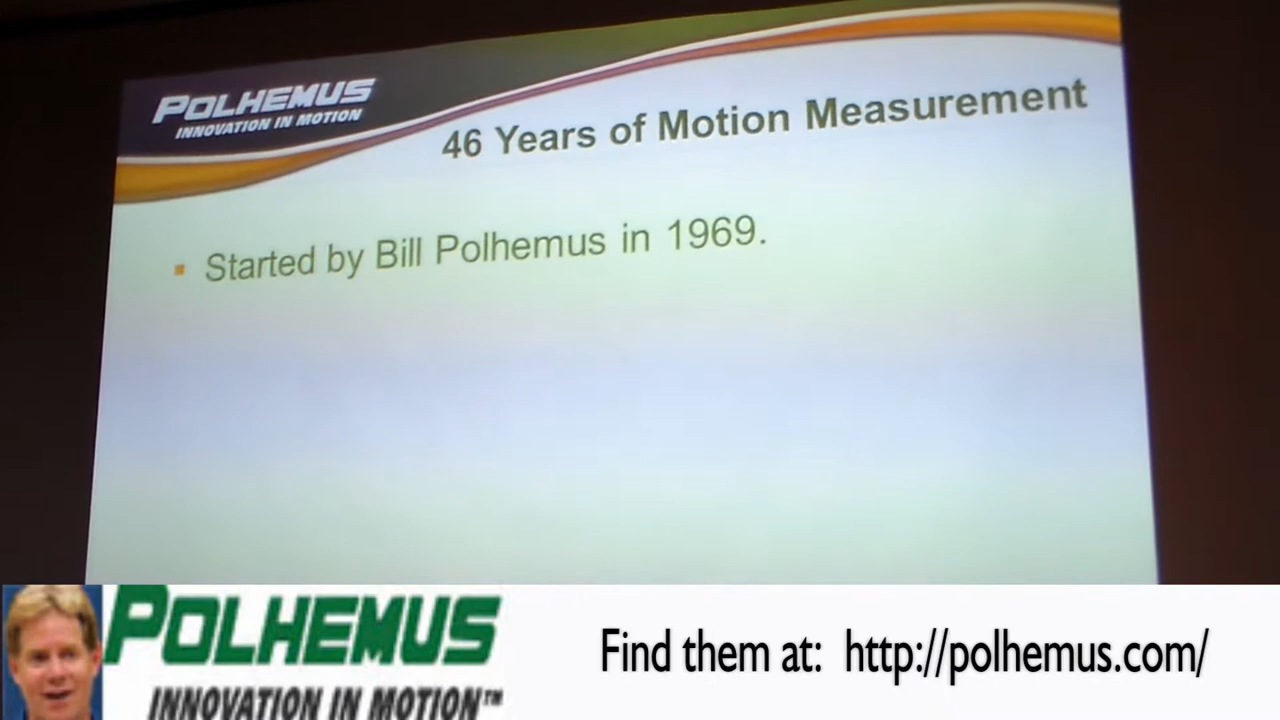 POLHEMUS
INNOVATION IN MOTION
46 Years of Motion Measurement
Started by Bill Polhemus in 1969.
POLHEMUS
INNOVATION IN MOTION™
Find them at: http://polhemus.com/